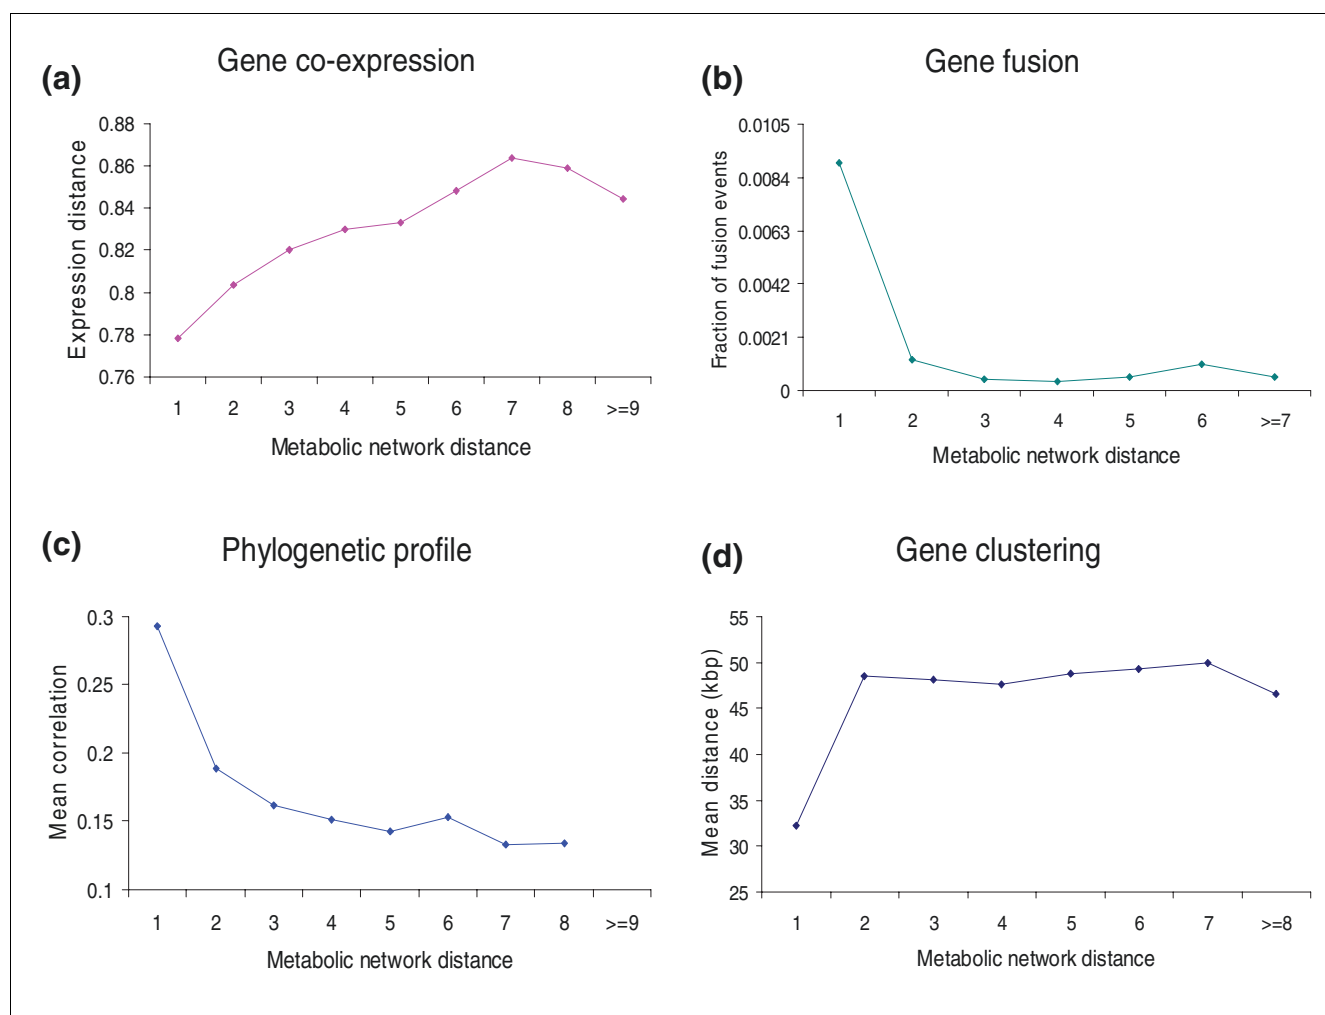 (a)
Gene co-expression
Expression distance
0.88
0.86
0.84
0.82
0.8
0.78
0.76
1 2 3 4 5 6 7 8 >=9
Metabolic network distance
(b)
Gene fusion
Fraction of fusion events
0.0105
0.0084
0.0063
0.0042
0.0021
0
1 2 3 4 5 6 >=7
Metabolic network distance
(c)
Phylogenetic profile
Mean correlation
0.3
0.25
0.2
0.15
0.1
1 2 3 4 5 6 7 8 >=9
Metabolic network distance
(d)
Gene clustering
Mean distance (kbp)
55
50
45
40
35
30
25
1 2 3 4 5 6 7 >=8
Metabolic network distance